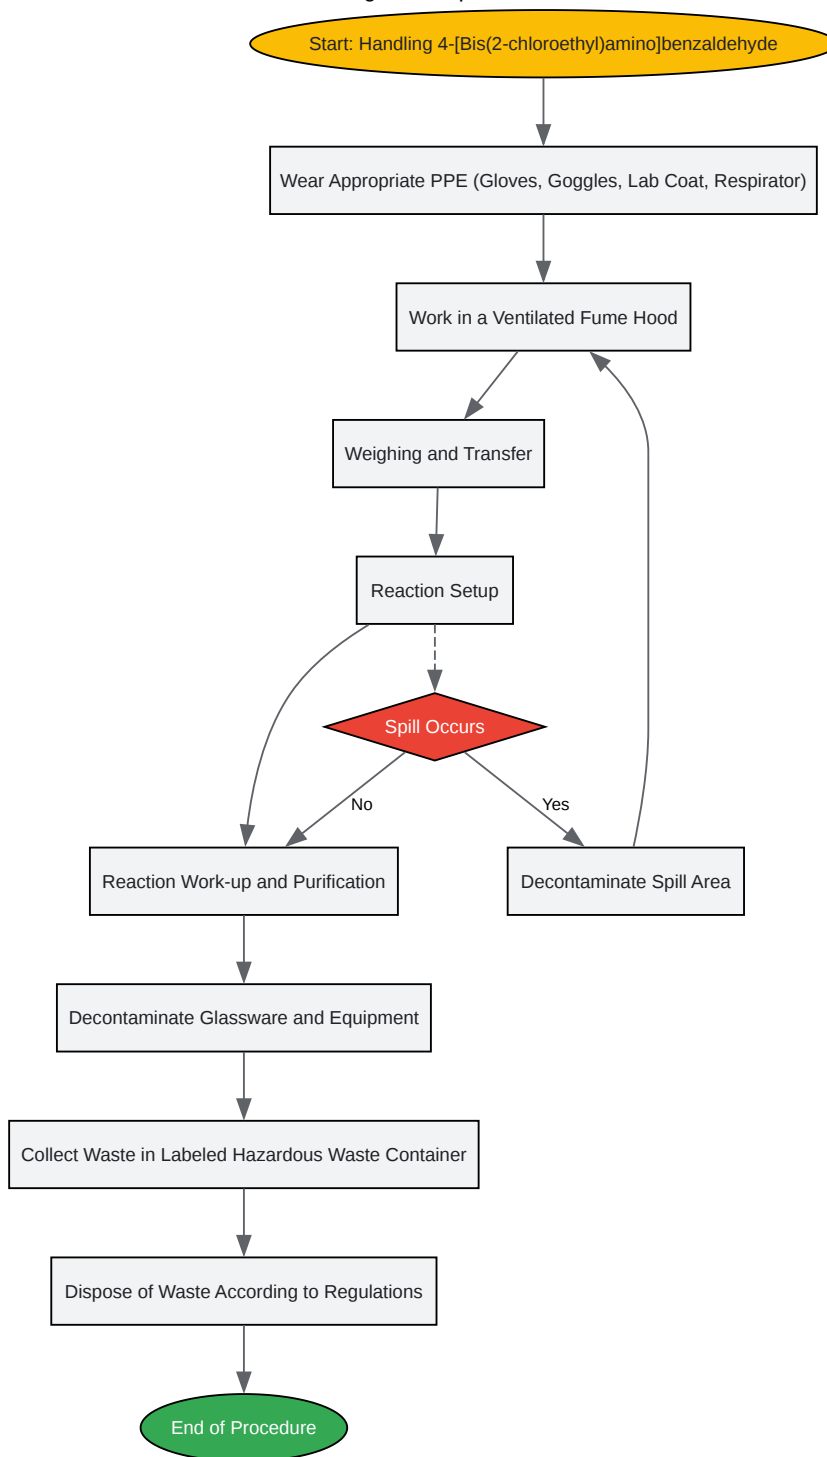 Start: Handling 4-[Bis(2-chloroethyl)amino]benzaldehyde
Wear Appropriate PPE (Gloves, Goggles, Lab Coat, Respirator)
Work in a Ventilated Fume Hood
Weighing and Transfer
Reaction Setup
Spill Occurs
No
Yes
Reaction Work-up and Purification
Decontaminate Spill Area
Decontaminate Glassware and Equipment
Collect Waste in Labeled Hazardous Waste Container
Dispose of Waste According to Regulations
End of Procedure